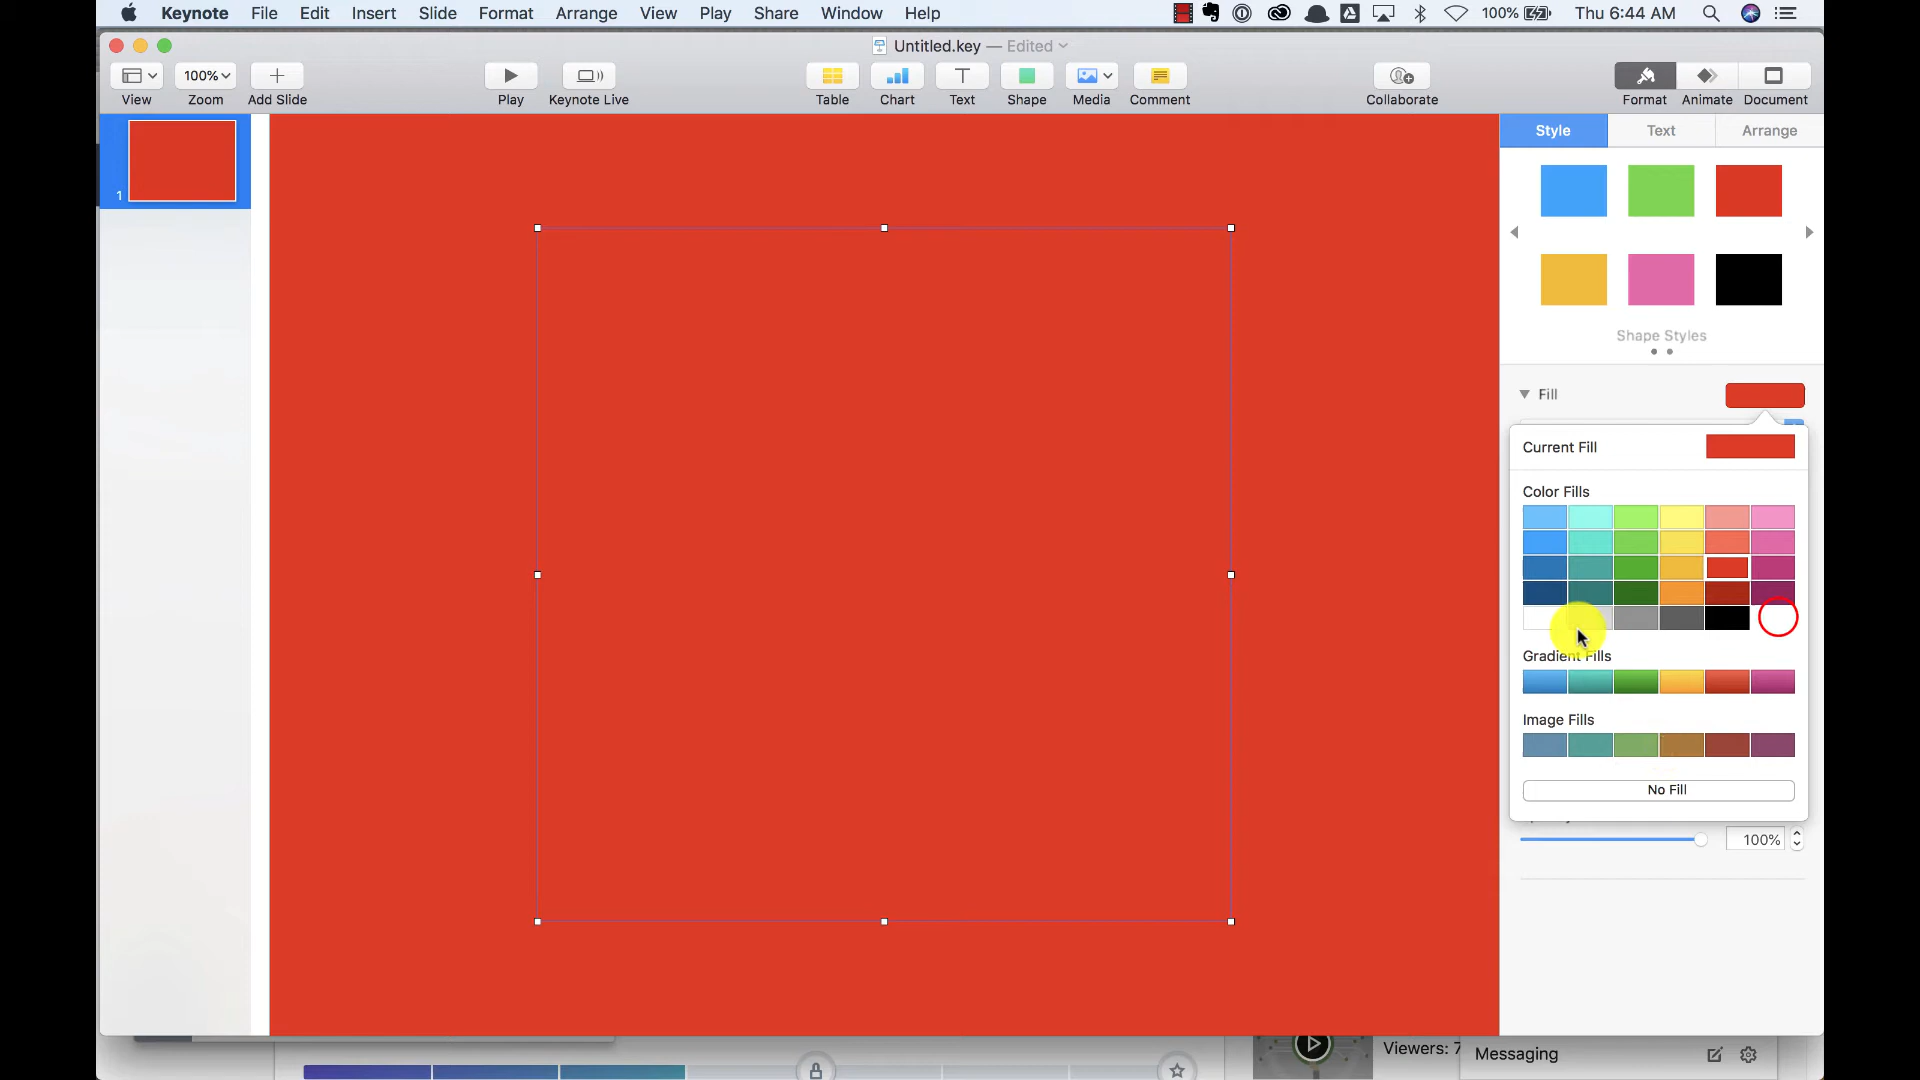 Keynote File Edit Insert Slide Format Arrange View Play Share Window Help 100% Thu 6:44 AM
Untitled.key — Edited
100%
View Zoom Add Slide Play Keynote Live Table Chart Text Shape Media Comment Collaborate Format Animate Document
Style Text Arrange
1
Shape Styles
Fill
Current Fill
Color Fills
Gradient Fills
Image Fills
No Fill
100%
Viewers: 7
Messaging